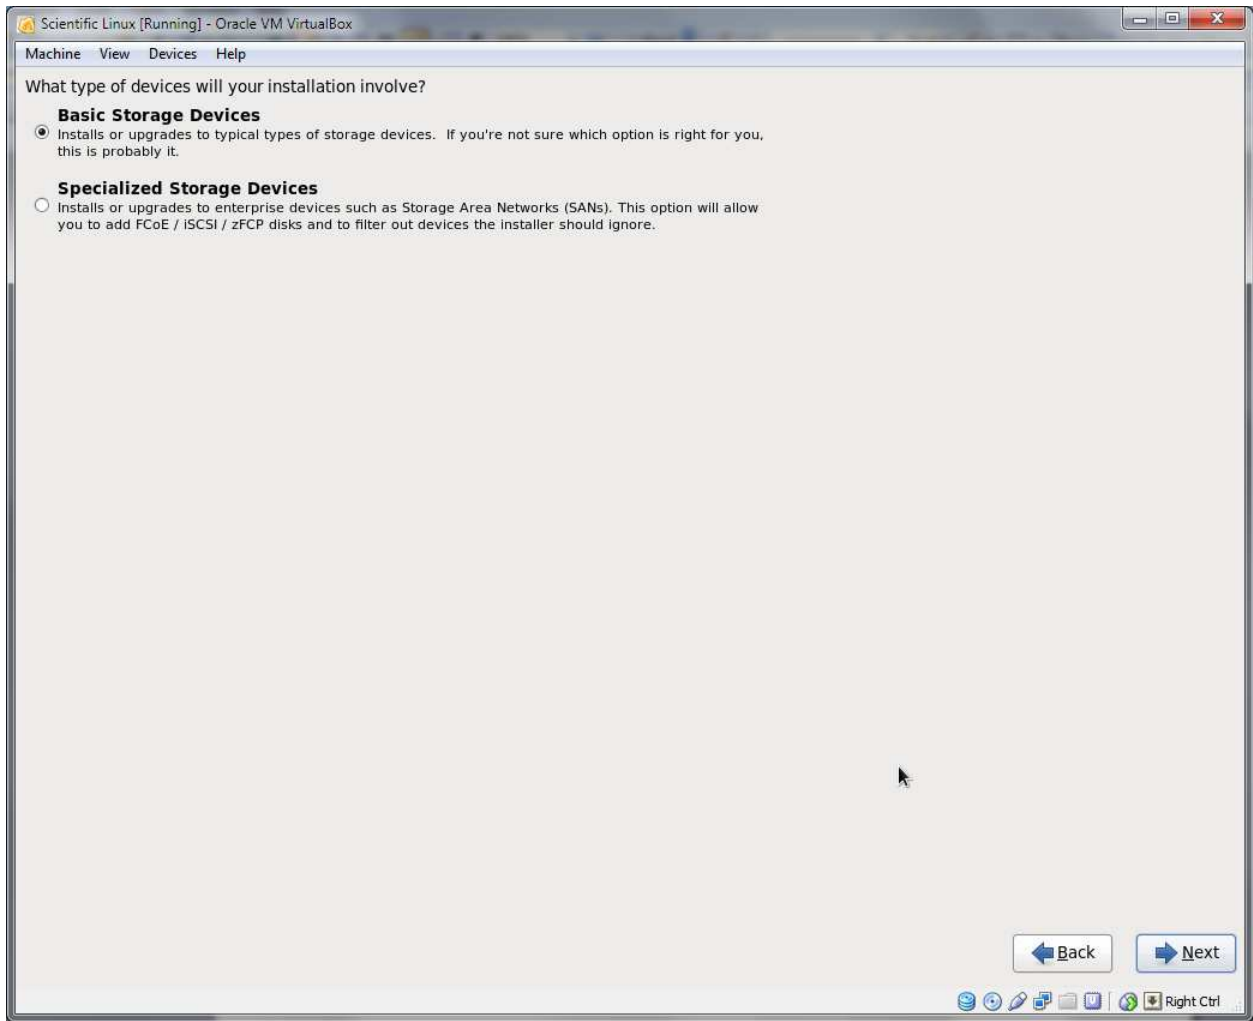 Scientific Linux [Running] - Oracle VM VirtualBox
Machine View Devices Help
What type of devices will your installation involve?
Basic Storage Devices
Installs or upgrades to typical types of storage devices.  If you're not sure which option is right for you,
this is probably it.
Specialized Storage Devices
Installs or upgrades to enterprise devices such as Storage Area Networks (SANs). This option will allow
you to add FCoE / iSCSI / zFCP disks and to filter out devices the installer should ignore.
Back Next
Right Ctrl